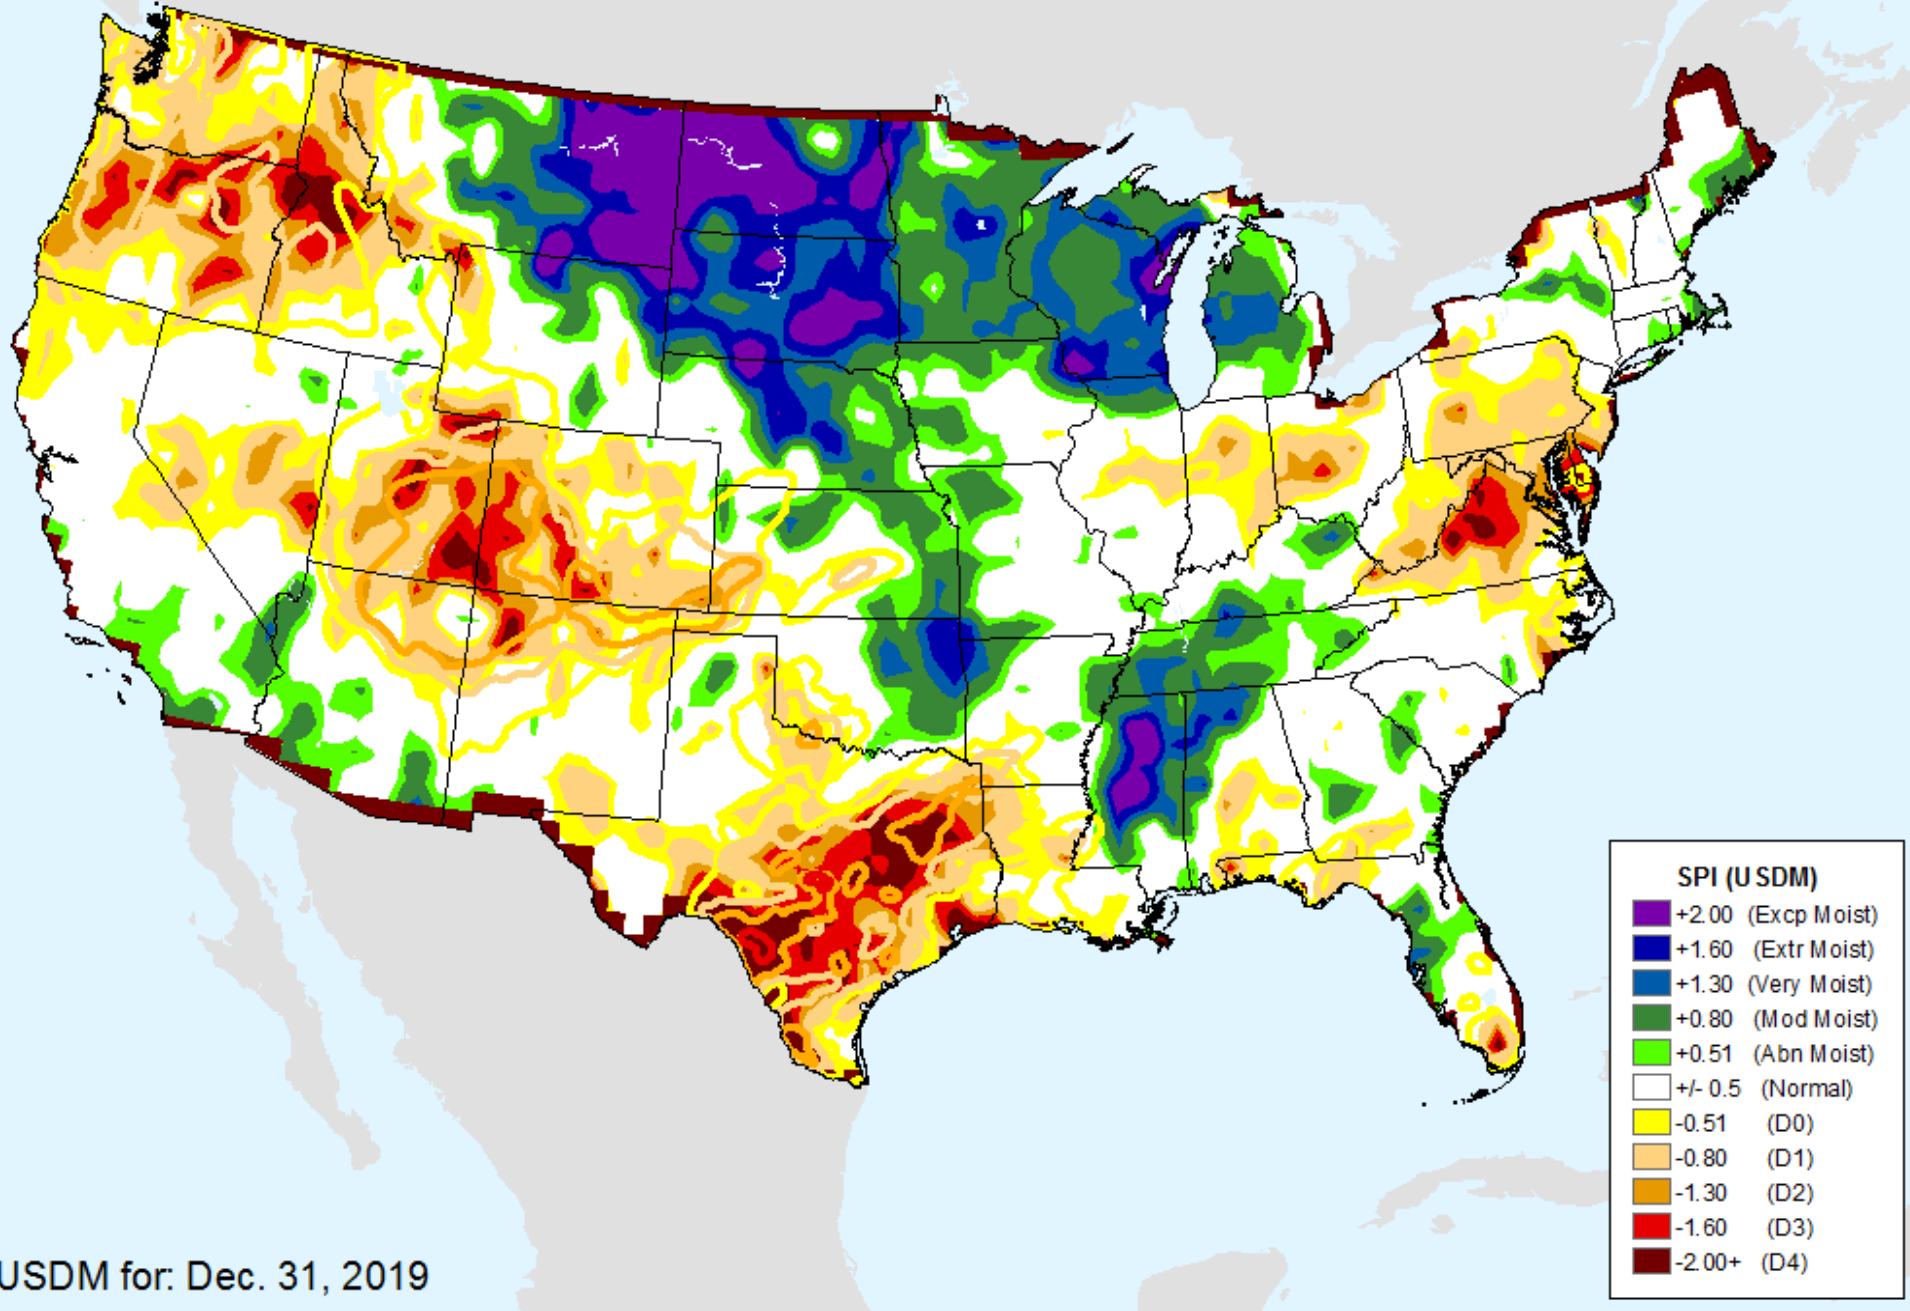 SPI (USDM)
+2.00 (Excp Moist)
+1.60 (Extr Moist)
+1.30 (Very Moist)
+0.80 (Mod Moist)
+0.51 (Abn Moist)
+/- 0.5 (Normal)
-0.51 (D0)
-0.80 (D1)
-1.30 (D2)
-1.60 (D3)
-2.00+ (D4)
USDM for: Dec. 31, 2019